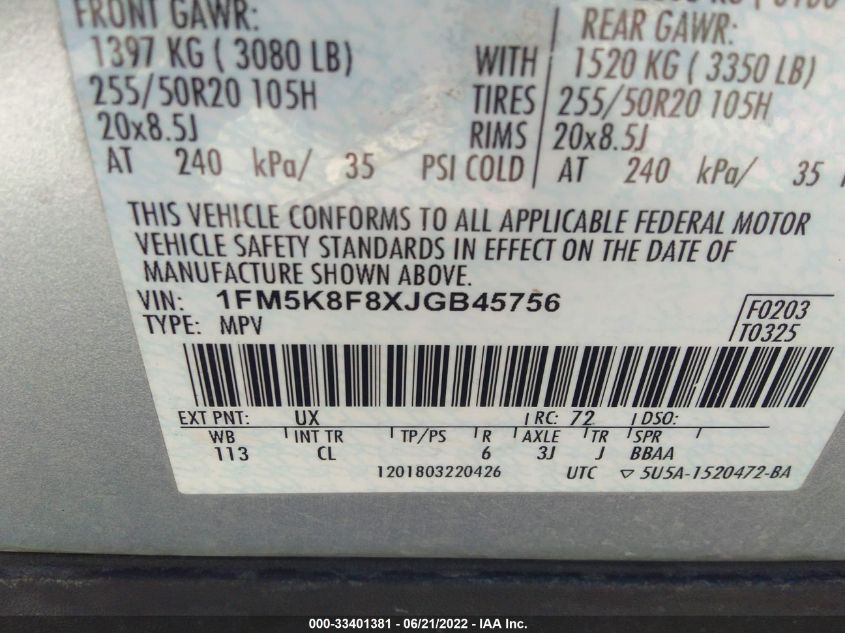 FRONT GAWR:
REAR GAWR:
1397 KG ( 3080 LB) WITH 1520 KG ( 3350 LB)
255/50R20 105H TIRES 255/50R20 105H
20x8.5J RIMS 20x8.5J
AT 240 kPa/ 35 PSI COLD AT 240 kPa/ 35
THIS VEHICLE CONFORMS TO ALL APPLICABLE FEDERAL MOTOR
VEHICLE SAFETY STANDARDS IN EFFECT ON THE DATE OF
MANUFACTURE SHOWN ABOVE.
VIN: 1FM5K8F8XJGB45756 F0203
TYPE: MPV T0325
EXT PNT: UX RC: 72 DSO:
WB INT TR TP/PS R AXLE TR SPR
113 CL 6 3J J BBAA
1201803220426 UTC ▽ 5U5A-1520472-BA
000-33401381 - 06/21/2022 - IAA Inc.